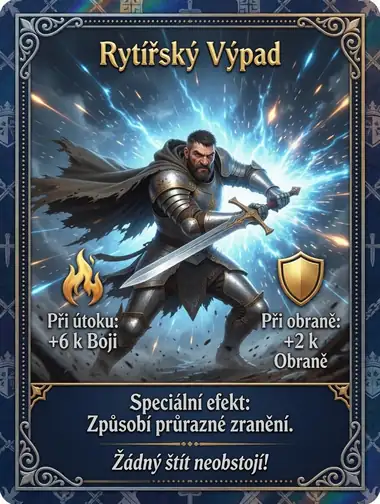 Rytířský Výpad
Při útoku:
+6 k Boji
Při obraně:
+2 k
Obraně
Speciální efekt:
Způsobí průrazné zranění.
Žádný štít neobstojí!